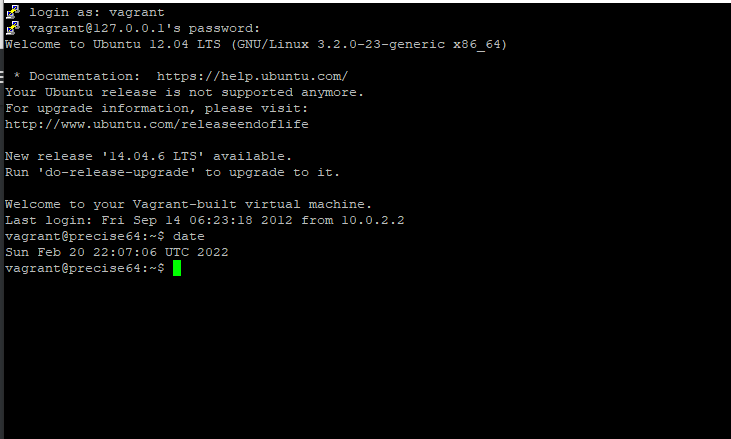 login as: vagrant
vagrant@127.0.0.1's password:
Welcome to Ubuntu 12.04 LTS (GNU/Linux 3.2.0-23-generic x86_64)
* Documentation:  https://help.ubuntu.com/
Your Ubuntu release is not supported anymore.
For upgrade information, please visit:
http://www.ubuntu.com/releaseendoflife
New release '14.04.6 LTS' available.
Run 'do-release-upgrade' to upgrade to it.
Welcome to your Vagrant-built virtual machine.
Last login: Fri Sep 14 06:23:18 2012 from 10.0.2.2
vagrant@precise64:~$ date
Sun Feb 20 22:07:06 UTC 2022
vagrant@precise64:~$